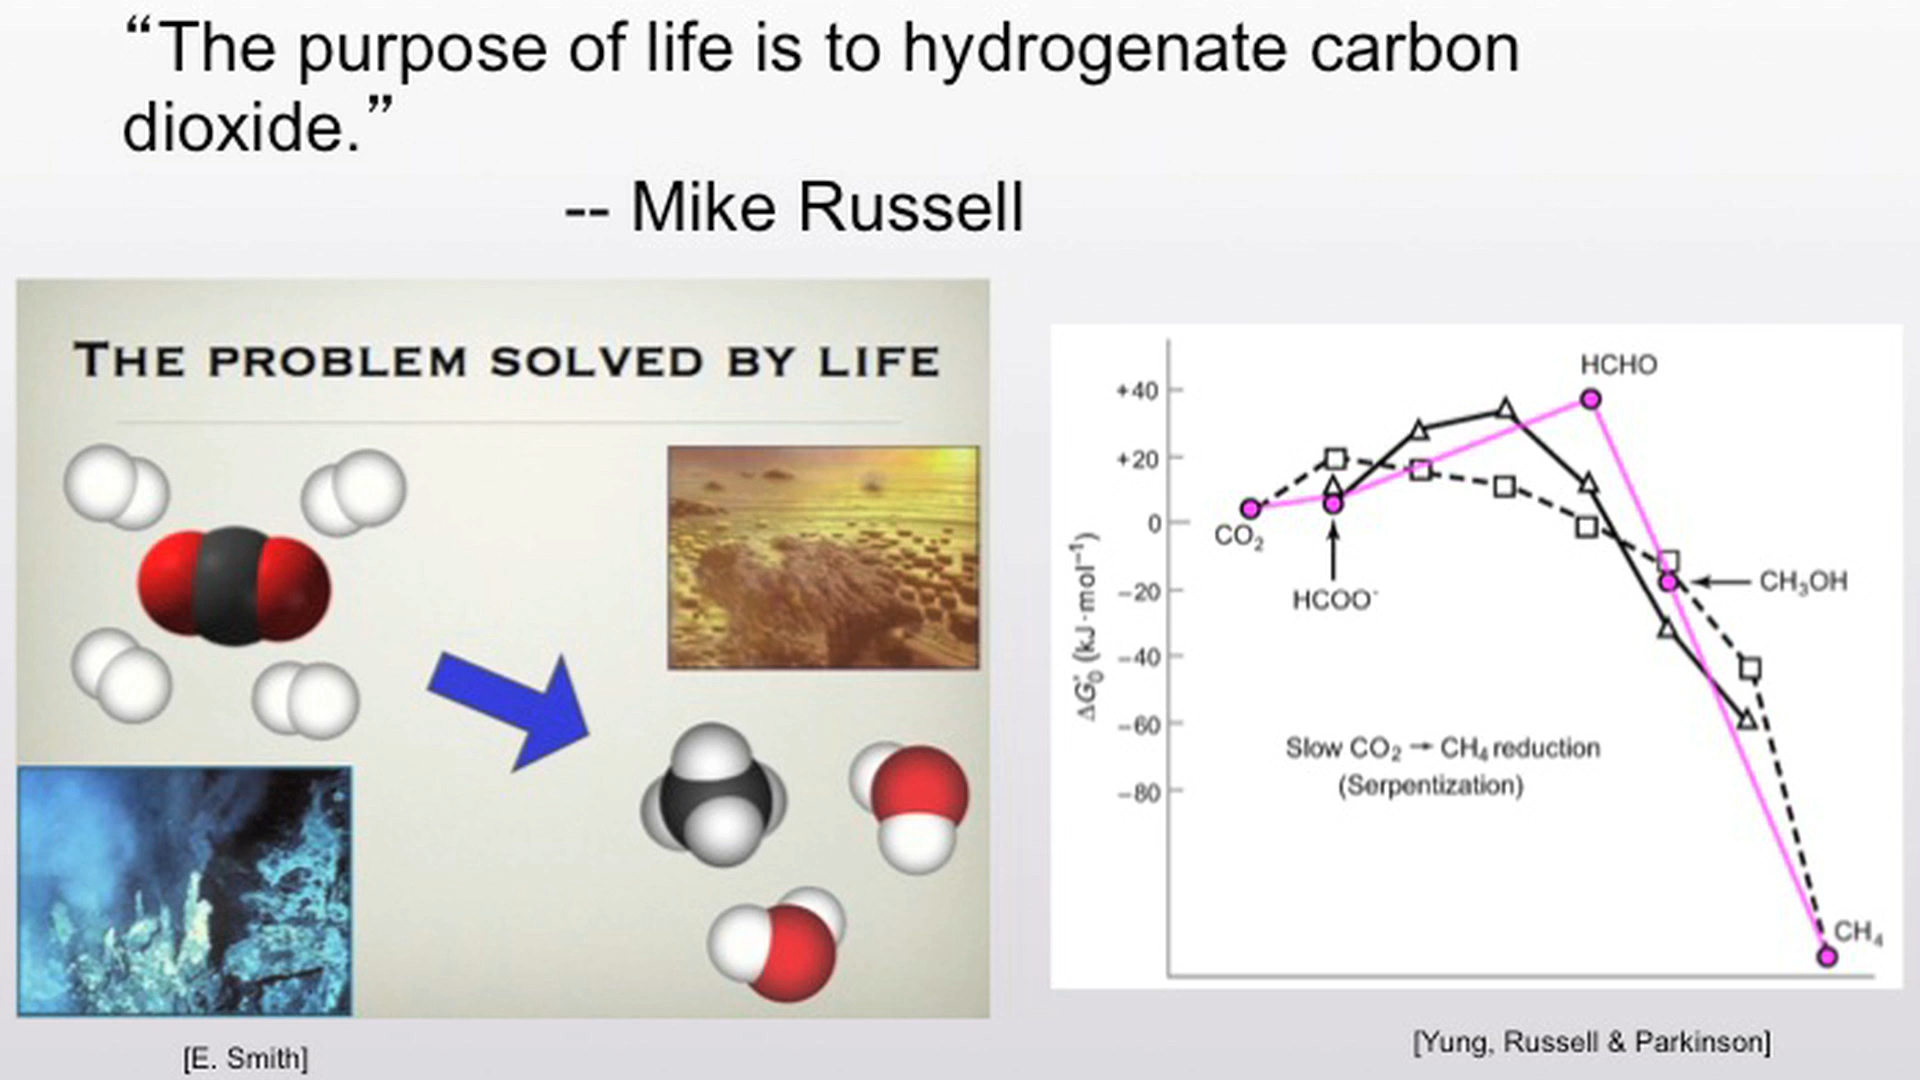 “The purpose of life is to hydrogenate carbon
dioxide.”
-- Mike Russell
THE PROBLEM SOLVED BY LIFE
[E. Smith]
HCHO
+40
+20
0
−20
−40
−60
−80
ΔG°₀′ (kJ·mol⁻¹)
CO₂
HCOO⁻
CH₃OH
Slow CO₂ → CH₄ reduction
(Serpentization)
CH₄
[Yung, Russell & Parkinson]